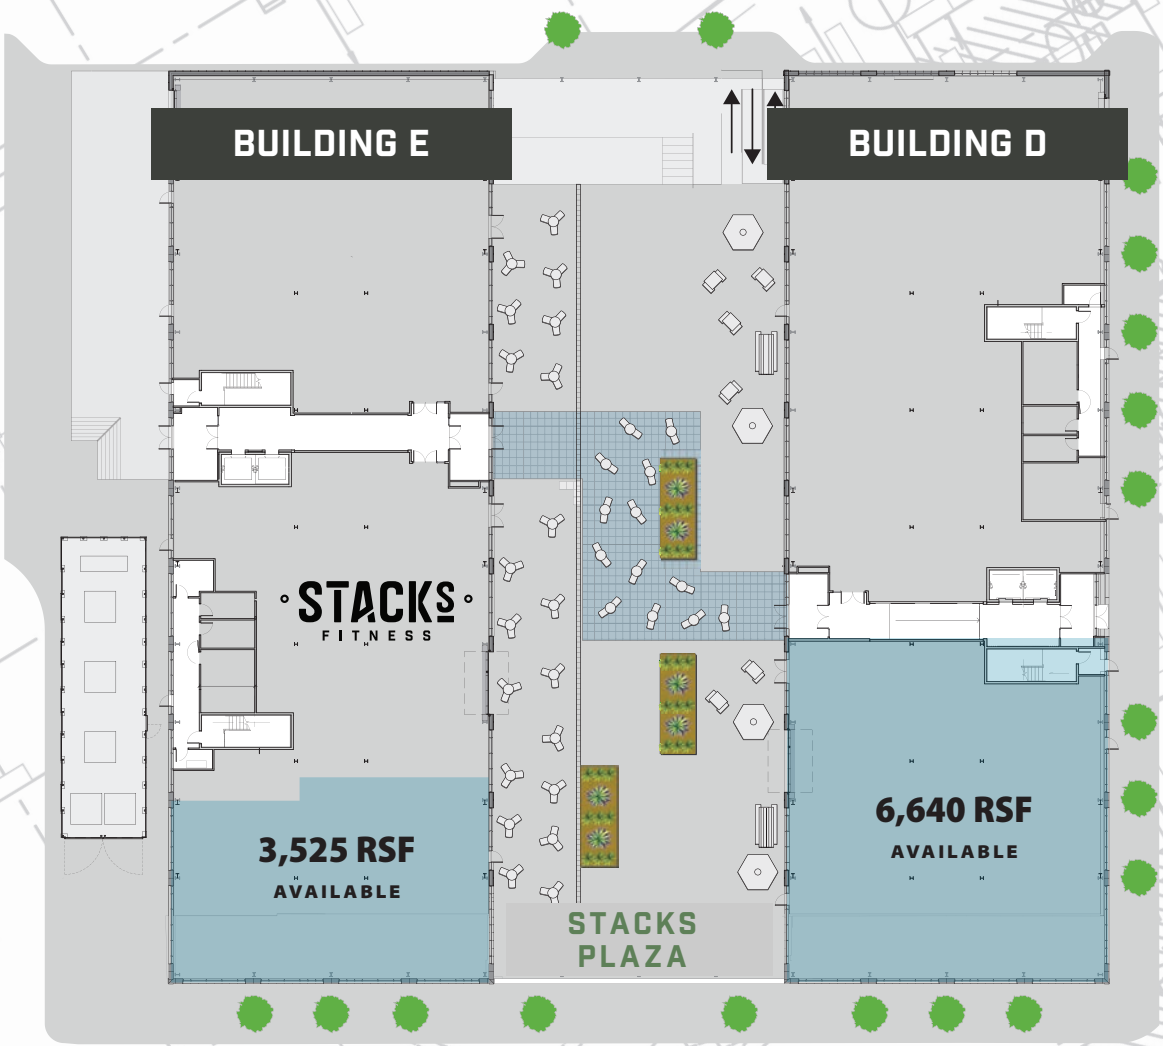 BUILDING E
BUILDING D
STACKS
FITNESS
3,525 RSF
AVAILABLE
6,640 RSF
AVAILABLE
STACKS
PLAZA